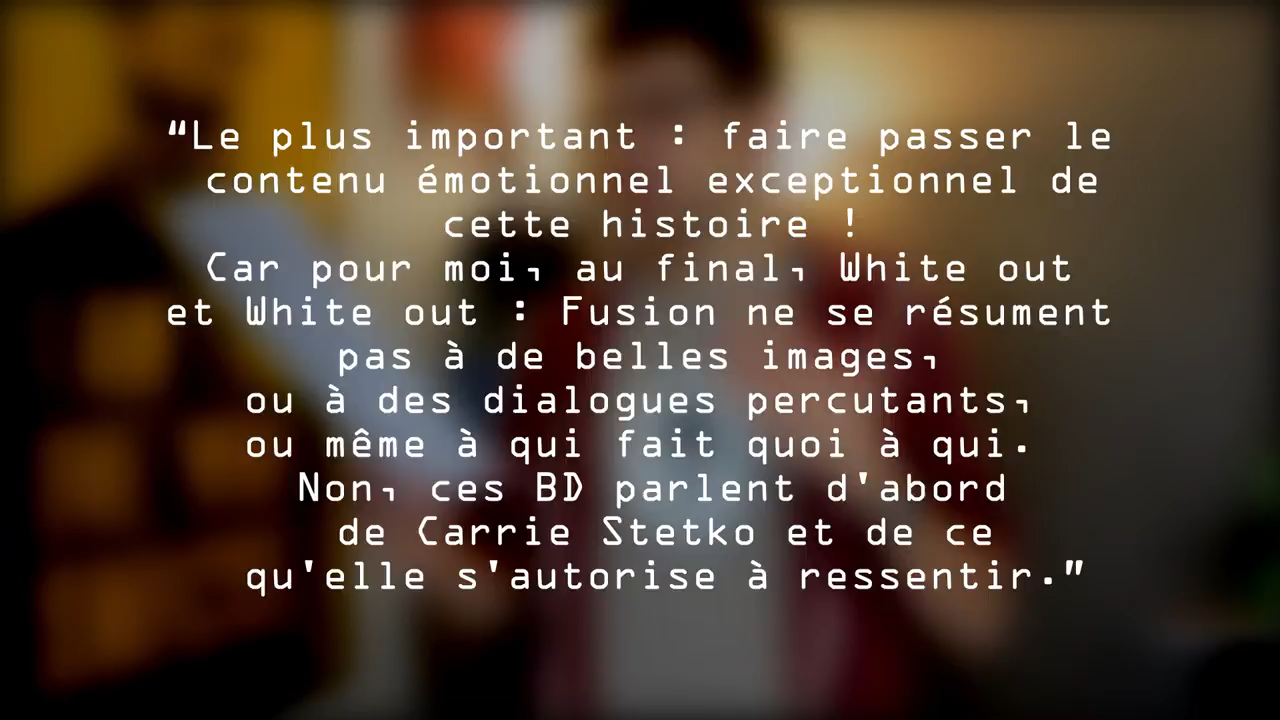 “Le plus important : faire passer le
contenu émotionnel exceptionnel de
cette histoire !
Car pour moi, au final, White out
et White out : Fusion ne se résument
pas à de belles images,
ou à des dialogues percutants,
ou même à qui fait quoi à qui.
Non, ces BD parlent d'abord
de Carrie Stetko et de ce
qu'elle s'autorise à ressentir.”